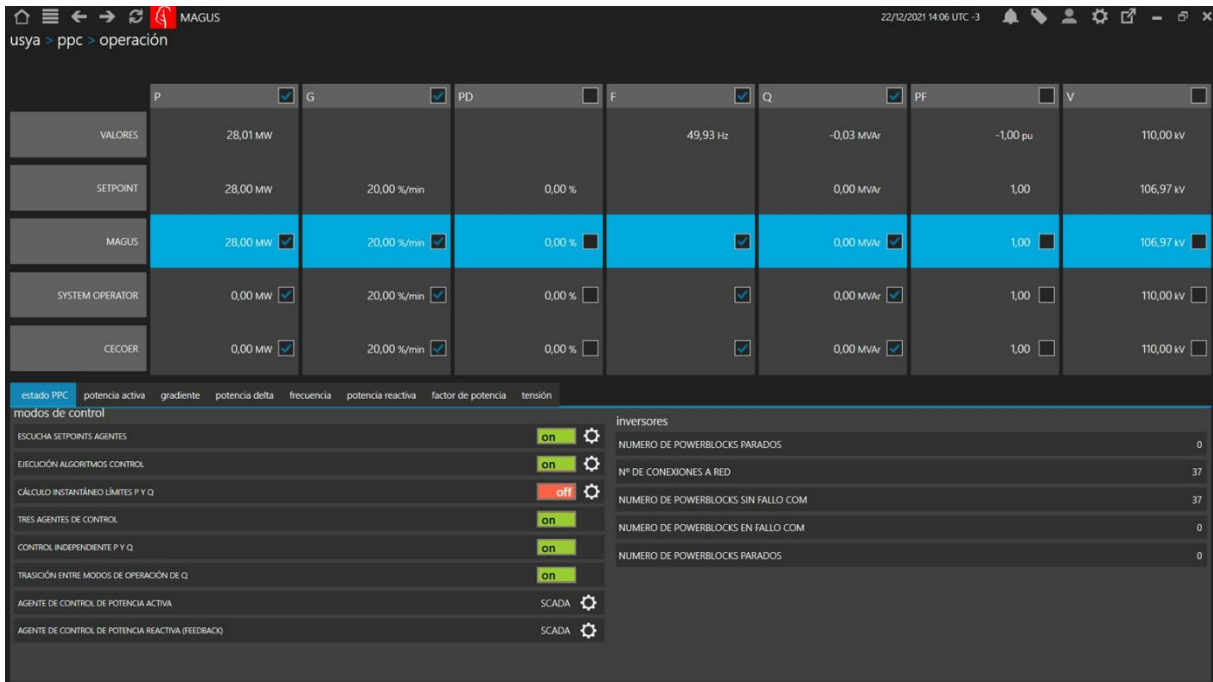 MAGUS
22/12/2021 14:06 UTC -3
usya > ppc > operación
P G PD F Q PF V
VALORES 28,01 MW 49,93 Hz -0,03 MVAr -1,00 pu 110,00 kV
SETPOINT 28,00 MW 20,00 %/min 0,00 % 0,00 MVAr 1,00 106,97 kV
MAGUS 28,00 MW 20,00 %/min 0,00 % 0,00 MVAr 1,00 106,97 kV
SYSTEM OPERATOR 0,00 MW 20,00 %/min 0,00 % 0,00 MVAr 1,00 110,00 kV
CECOER 0,00 MW 20,00 %/min 0,00 % 0,00 MVAr 1,00 110,00 kV
estado PPC potencia activa gradiente potencia delta frecuencia potencia reactiva factor de potencia tensión
modos de control
ESCUCHA SETPOINTS AGENTES on
EJECUCIÓN ALGORITMOS CONTROL on
CÁLCULO INSTANTÁNEO LÍMITES P Y Q off
TRES AGENTES DE CONTROL on
CONTROL INDEPENDIENTE P Y Q on
TRASICIÓN ENTRE MODOS DE OPERACIÓN DE Q on
AGENTE DE CONTROL DE POTENCIA ACTIVA SCADA
AGENTE DE CONTROL DE POTENCIA REACTIVA (FEEDBACK) SCADA
inversores
NUMERO DE POWERBLOCKS PARADOS 0
Nº DE CONEXIONES A RED 37
NUMERO DE POWERBLOCKS SIN FALLO COM 37
NUMERO DE POWERBLOCKS EN FALLO COM 0
NUMERO DE POWERBLOCKS PARADOS 0